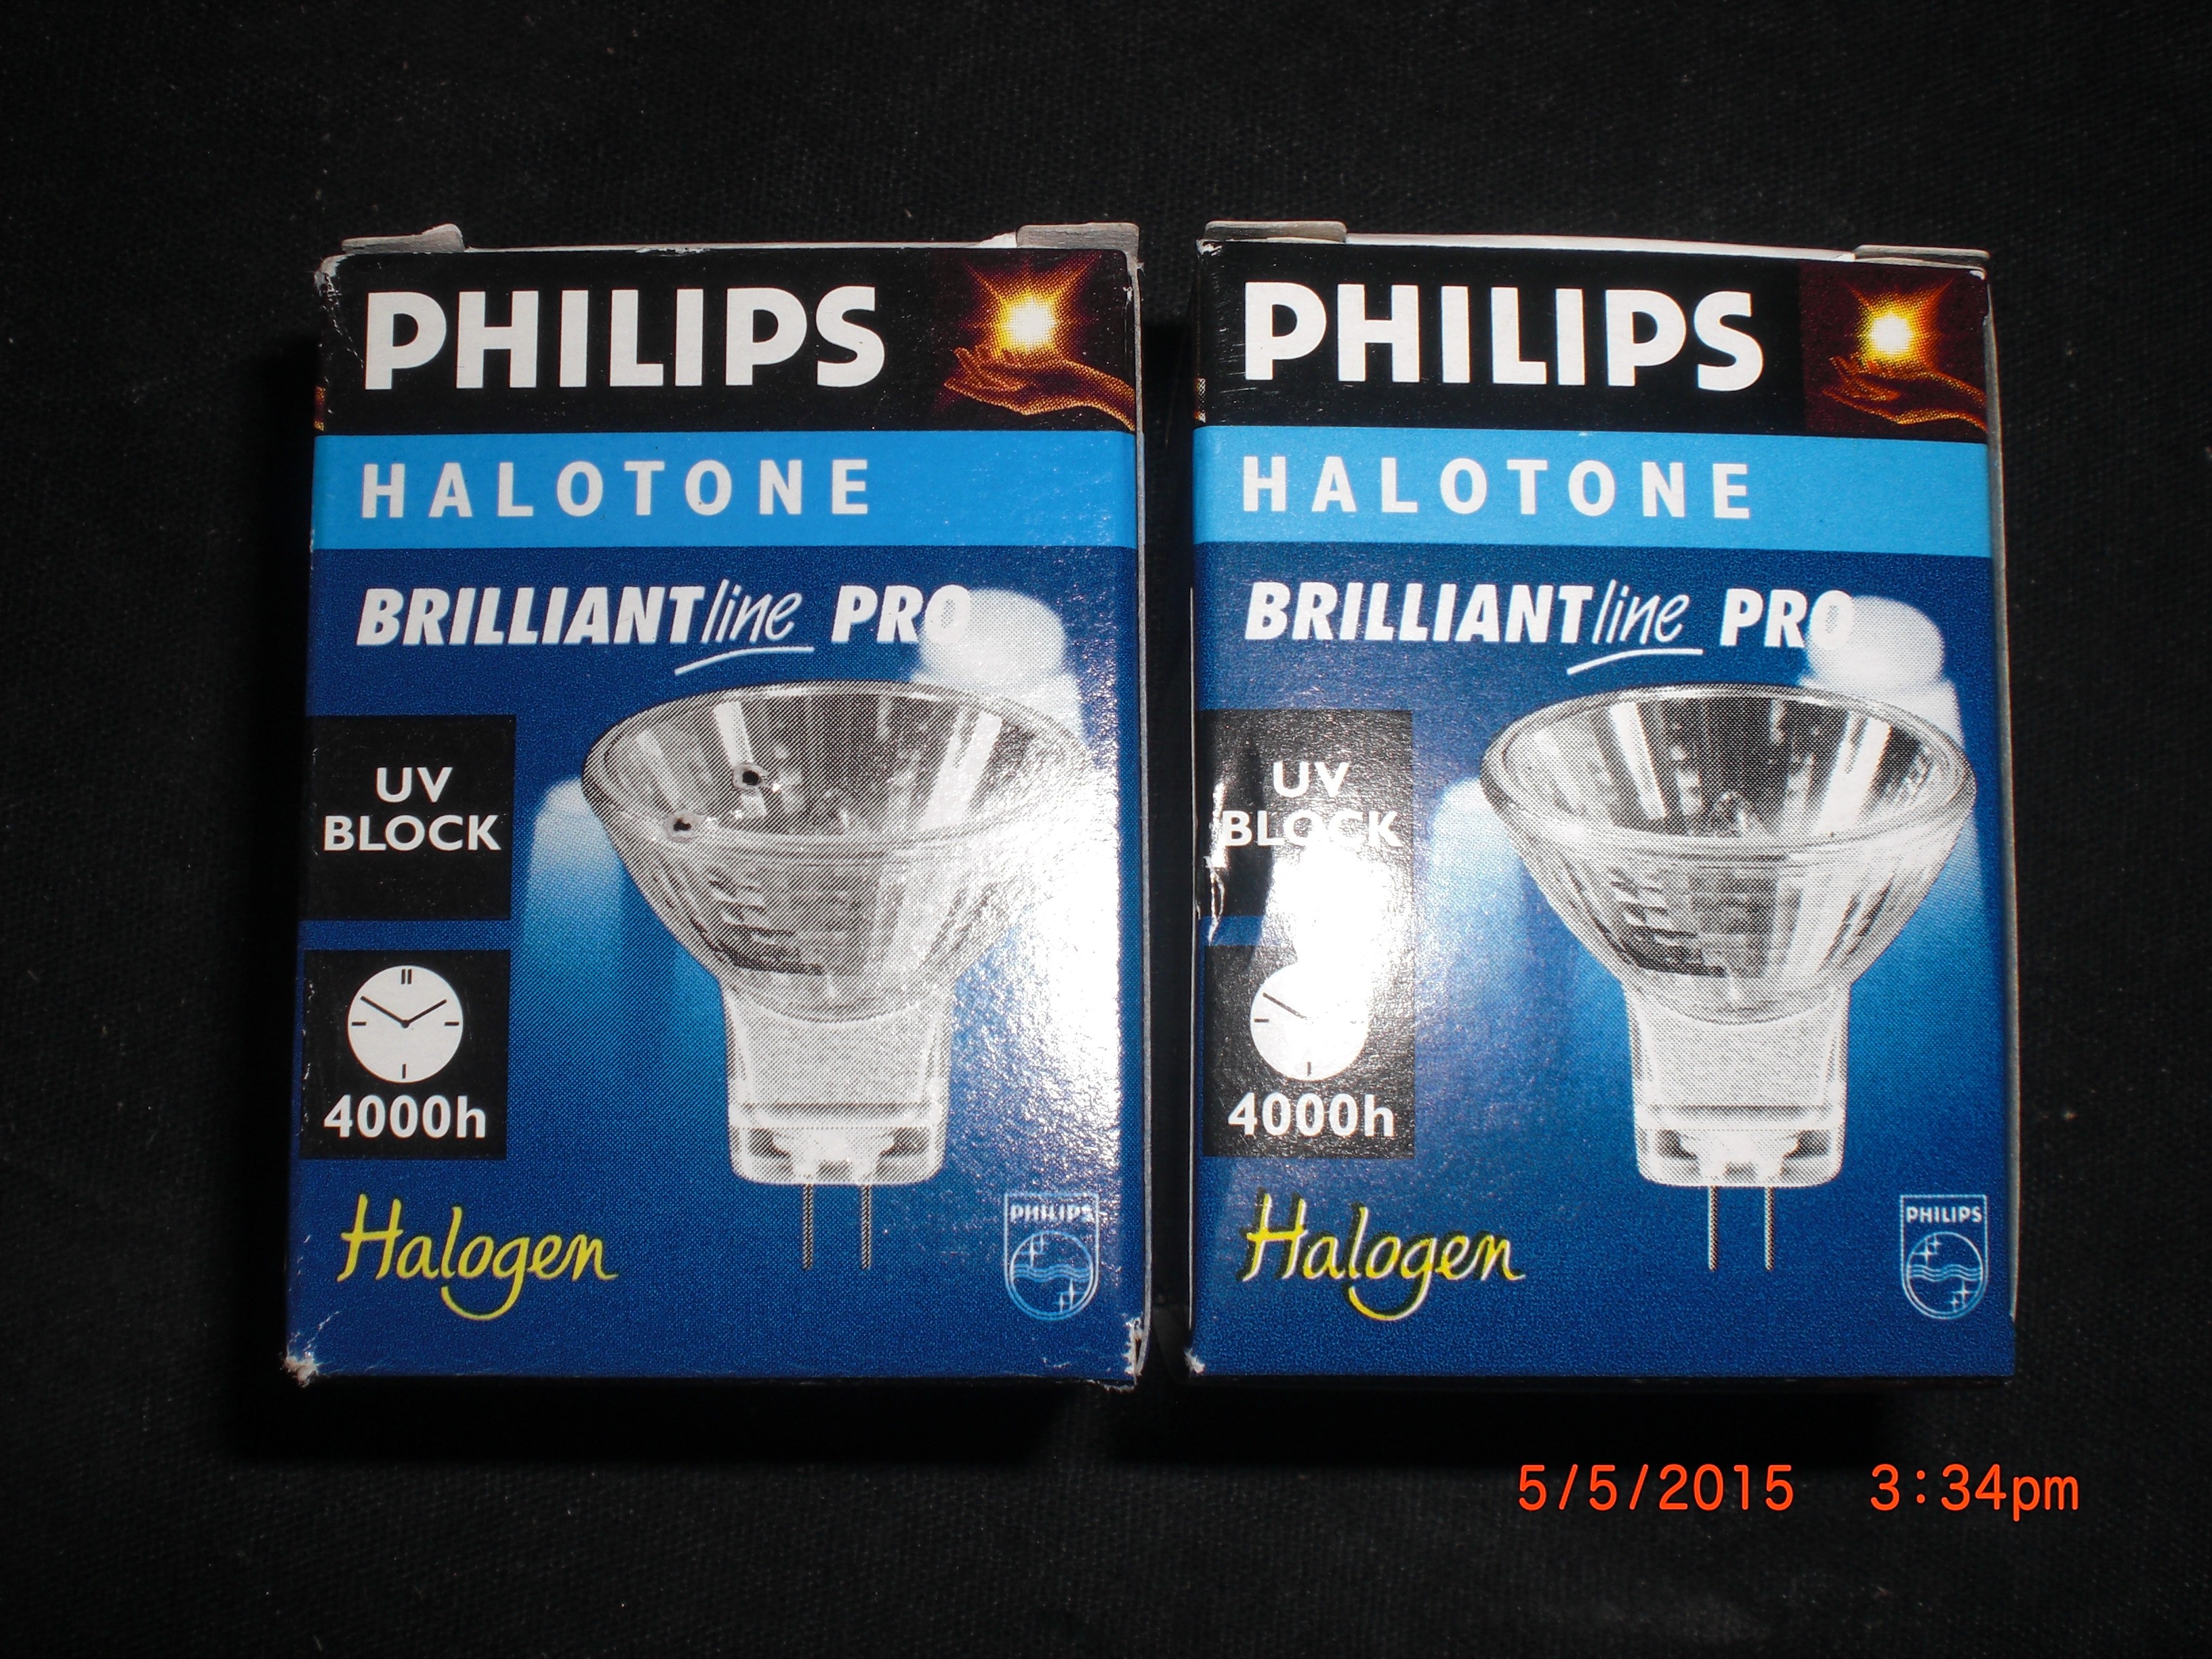 PHILIPS
HALOTONE
BRILLIANTline PRO
UV
BLOCK
4000h
Halogen
PHILIPS
PHILIPS
HALOTONE
BRILLIANTline PRO
UV
BLOCK
4000h
Halogen
PHILIPS
5/5/2015 3:34pm